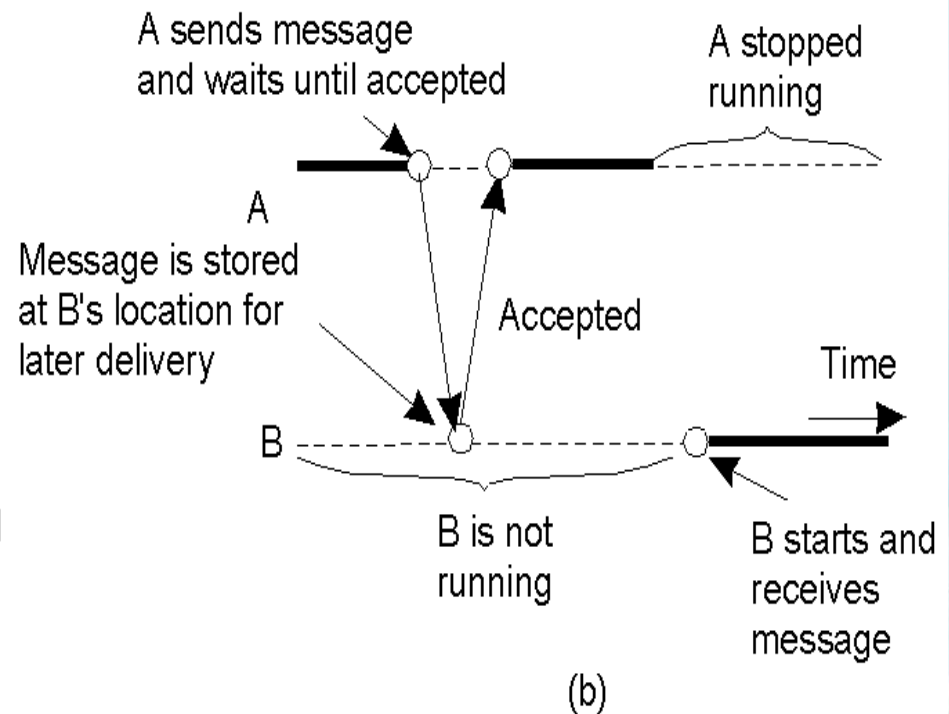 A sends message
and waits until accepted
A stopped
running
A
Message is stored
at B's location for
later delivery
Accepted
Time
B
B is not
running
B starts and
receives
message
(b)